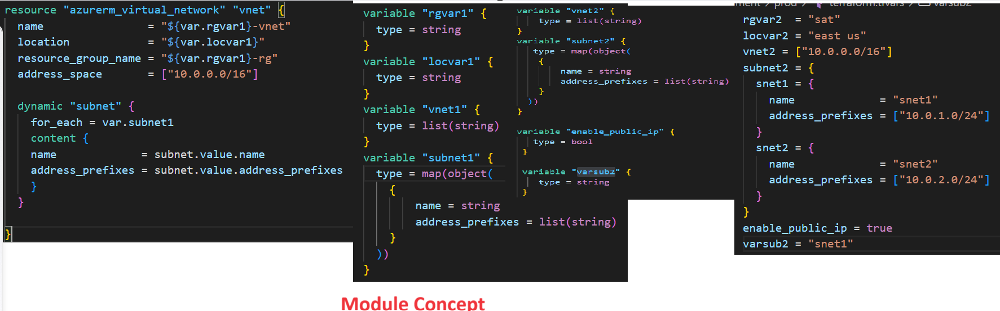 resource "azurerm_virtual_network" "vnet" {
name = "${var.rgvar1}-vnet"
location = "${var.locvar1}"
resource_group_name = "${var.rgvar1}-rg"
address_space = ["10.0.0.0/16"]
dynamic "subnet" {
for_each = var.subnet1
content {
name = subnet.value.name
address_prefixes = subnet.value.address_prefixes
}
}
}
variable "rgvar1" {
type = string
}
variable "locvar1" {
type = string
}
variable "vnet1" {
type = list(string)
}
variable "subnet1" {
type = map(object(
{
name = string
address_prefixes = list(string)
}
))
}
variable "vnet2" {
type = list(string)
}
variable "subnet2" {
type = map(object(
{
name = string
address_prefixes = list(string)
}
))
}
variable "enable_public_ip" {
type = bool
}
variable "varsub2" {
type = string
}
ment > prod > terraform.tfvars > varsub2
rgvar2 = "sat"
locvar2 = "east us"
vnet2 = ["10.0.0.0/16"]
subnet2 = {
snet1 = {
name = "snet1"
address_prefixes = ["10.0.1.0/24"]
}
snet2 = {
name = "snet2"
address_prefixes = ["10.0.2.0/24"]
}
}
enable_public_ip = true
varsub2 = "snet1"
Module Concept